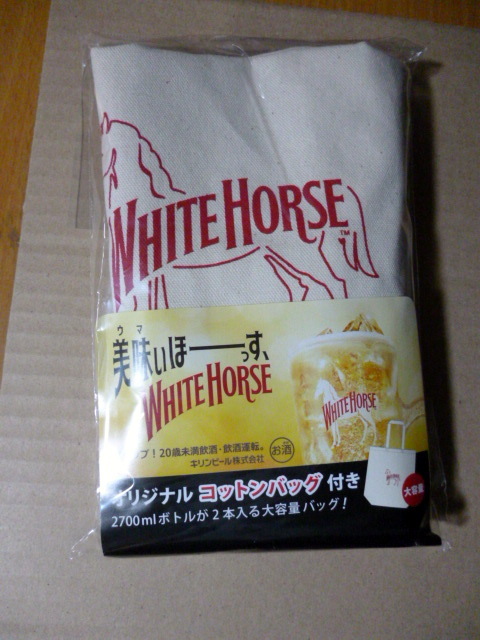 WHITE HORSE™
ウマ
美味いほーーっす、
WHITE HORSE
WHITE HORSE
プ!20歳未満飲酒・飲酒運転。
キリンビール株式会社
お酒
オリジナル コットンバッグ 付き
WHITE HORSE
大容量
2700mlボトルが2本入る大容量バッグ!